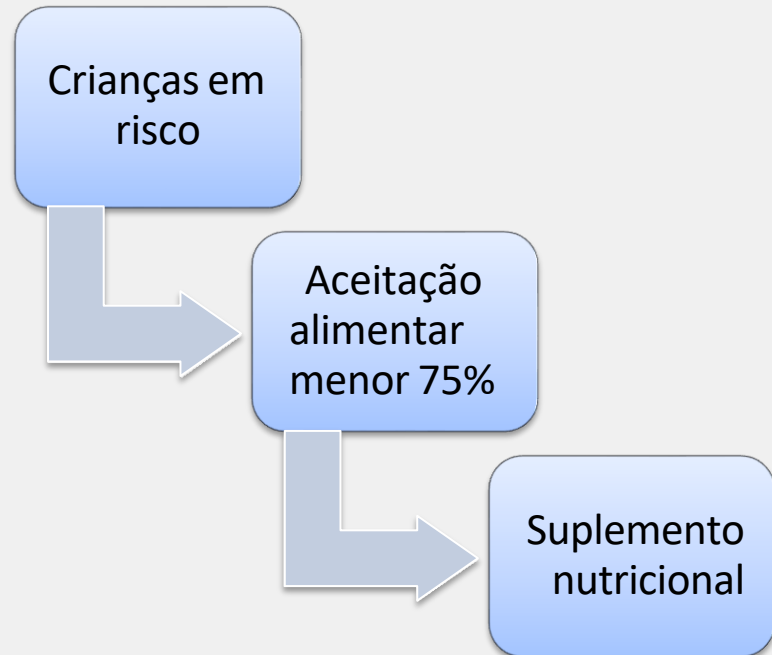 Crianças em
risco
Aceitação
alimentar
menor 75%
Suplemento
nutricional